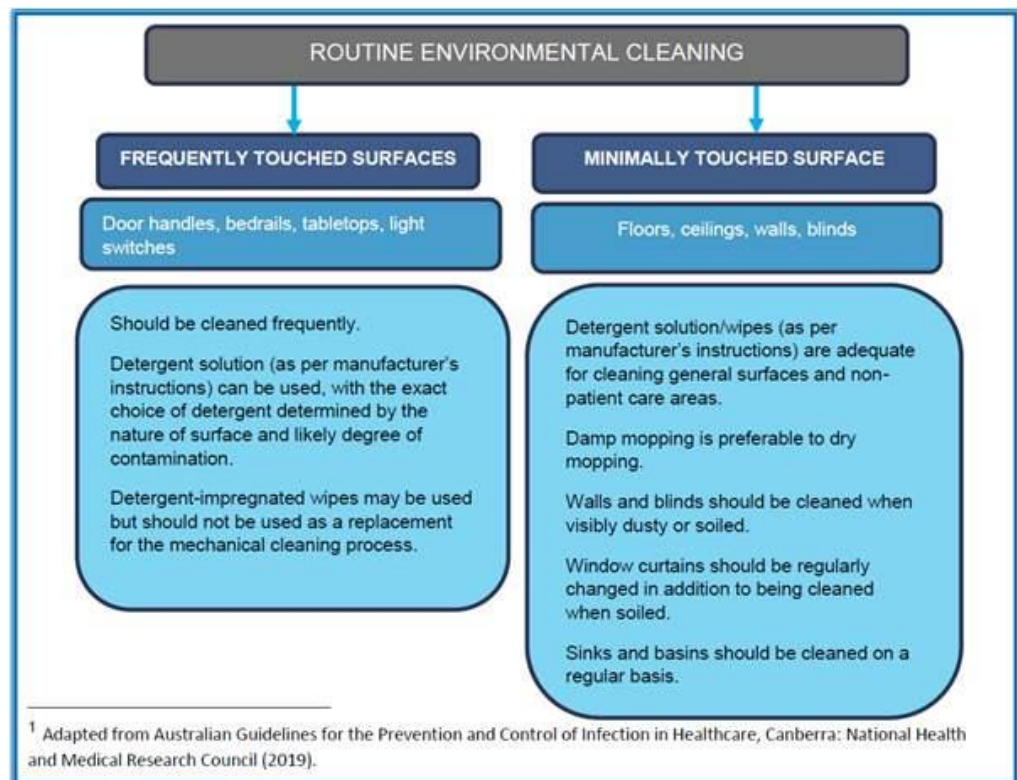 ROUTINE ENVIRONMENTAL CLEANING
FREQUENTLY TOUCHED SURFACES
Door handles, bedrails, tabletops, light
switches
Should be cleaned frequently.
Detergent solution (as per manufacturer's
instructions) can be used, with the exact
choice of detergent determined by the
nature of surface and likely degree of
contamination.
Detergent-impregnated wipes may be used
but should not be used as a replacement
for the mechanical cleaning process.
MINIMALLY TOUCHED SURFACE
Floors, ceilings, walls, blinds
Detergent solution/wipes (as per
manufacturer's instructions) are adequate
for cleaning general surfaces and non-
patient care areas.
Damp mopping is preferable to dry
mopping.
Walls and blinds should be cleaned when
visibly dusty or soiled.
Window curtains should be regularly
changed in addition to being cleaned
when soiled.
Sinks and basins should be cleaned on a
regular basis.
1 Adapted from Australian Guidelines for the Prevention and Control of Infection in Healthcare, Canberra: National Health
and Medical Research Council (2019).